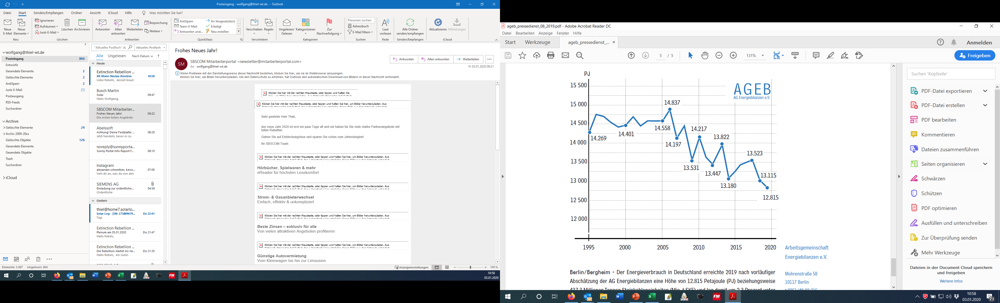 Posteingang - wolfgang@thiel-wt.de - Outlook
Datei Start Senden/Empfangen Ordner Ansicht iCloud Hilfe Was möchten Sie tun?
Neue E-Mail
Neue Elemente
Neu
Ignorieren
Aufräumen
Junk-E-Mail
Löschen
Archivieren
Löschen
Antworten
Allen antworten
Weiterleiten
Besprechung
Weitere
Antworten
AntiSpam
Team-E-Mail
Antworten und...
An Vorgesetzte(n)
Erledigt
Neu erstellen
QuickSteps
Verschieben
Regeln
Verschieben
Ungelesen/ Gelesen
Kategorisieren
Zur Nachverfolgung
Kategorien
Personen suchen
Adressbuch
E-Mail filtern
Suchen
Laut vorlesen
Rede
Alle Ordner senden/empfangen
Senden/Empfangen
Aktualisieren
Mitteilungen
iCloud
wolfgang@thiel-wt.de
Posteingang 804
Entwürfe
Gesendete Elemente 2
Gelöschte Elemente 2
AntiSpam 2
Junk-E-Mail [1]
Postausgang
RSS-Feeds
Suchordner
Archive
Gelöschte Elemente 24
Archiv 2009-20xx
Gelöschte Objekte 126
Gesendete Elemente
Gesendete Objekte
Trash
Suchordner
iCloud
"Aktuelles Postfach" du Aktuelles Postfach
Alle Ungelesen Nach Datum
Heute
Extinction Rebellion ...
XR-Rhein-Neckar Bündnis 10:50
Liebe Rebels, derzeit braut
Busch Martin
Solar 09:47
Hallo Wolfgang,
SBSCOM Mitarbeiter...
Frohes Neues Jahr! 09:22
Die ersten tollen Angebote
Abelssoft
Achtung! Deine Festplatte ... 08:20
Jetzt handeln, bevor es zu
noreply@sunnyporta...
Sunny Portal Info Report f... 08:10
Instagram
alexander.schweitzer, keiso... 07:00
Sieh dir an, was du von den
SIEMENS AG
Einladung zur ordentliche... 04:58
Ordentliche
Gestern
thiel@home7.solarlo...
Solar-Log - [SN: 273889679... Do 22:41
Tag:
Extinction Rebellion ...
Plenum am 05.01.2020 Do 21:47
Hallo Rebels,
Extinction Rebellion ...
Die Rebellion startet ins ne... Do 21:35
Hallo Rebels, ein Gutes
Frohes Neues Jahr!
SM
SBSCOM Mitarbeiterportal <newsletter@mitarbeiterportal.com>
An wolfgang@thiel-wt.de
Antworten Allen antworten Weiterleiten
Fr 03.01.2020 09:21
Wenn Probleme mit der Darstellungsweise dieser Nachricht bestehen, klicken Sie hier, um sie im Webbrowser anzuzeigen.
Klicken Sie hier, um Bilder herunterzuladen. Um den Datenschutz zu erhöhen, hat Outlook den automatischen Download von Bildern in dieser Nachricht verhindert.
Klicken Sie hier mit der rechten Maustaste, oder tippen und halten Sie
Klicken Sie hier mit der rechten Maustaste, oder tippen und halten Sie hier, um Bilder herunterzuladen. Aus
Sehr geehrter Herr Thiel,
das neue Jahr 2020 ist erst ein paar Tage alt und wir haben für Sie viele starke Partnerangebote mit
tollen Rabatten.
Gehen Sie auf Entdeckungstour und sparen Sie schon zum Jahresbeginn!
Ihr SBSCOM-Team
Klicken Sie hier mit der rechten Maustaste, oder tippen und halten Sie hier, um Bilder herunterzuladen. Aus
Hörbücher, Spielwaren & mehr
eReader für höchsten Lesekomfort
Klicken Sie hier mit der rechten Maustaste, oder tippen und halten Sie hier, um Bilder herunterzuladen. Aus
Strom- & Gasanbieterwechsel
Einfach, effektiv & unkompliziert
Klicken Sie hier mit der rechten Maustaste, oder tippen und halten Sie hier, um Bilder herunterzuladen. Aus
Beste Zinsen – exklusiv für alle
Von vielen attraktiven Angeboten profitieren
Klicken Sie hier mit der rechten Maustaste, oder tippen und halten Sie hier, um Bilder herunterzuladen. Aus
Günstige Autovermietung
Vom Kleinwagen bis hin zur Limousine
Elemente: 3.987 Ungelesen: 804
Anzeigeeinstellungen 100 %
10:58
03.01.2020
ageb_pressedienst_08_2019.pdf - Adobe Acrobat Reader DC
Datei Bearbeiten Anzeige Fenster Hilfe
Start Werkzeuge ageb_pressedienst_... Anmelden
5 / 5 131% Freigeben
PJ
15 500
15 000
14 500
14 000
13 500
13 000
12 500
12 000
AGEB
AG Energiebilanzen e.V.
14.269
14.401
14.558
14.837
14.197
14.217
13.531
13.447
13.822
13.180
13.523
13.115
12.815
1995 2000 2005 2010 2015 2020
Arbeitsgemeinschaft
Energiebilanzen e.V.
Berlin/Bergheim - Der Energieverbrauch in Deutschland erreichte 2019 nach vorläufiger
Abschätzung der AG Energiebilanzen eine Höhe von 12.815 Petajoule (PJ) beziehungsweise
437,3 Millionen Tonnen Steinkohleneinheiten (Mio. t SKE) und lag damit um 2,3 Prozent unter
Mohrenstraße 58
10117 Berlin
Suchen 'Kopfzeile'
PDF-Datei exportieren
PDF-Datei erstellen
PDF bearbeiten
Kommentieren
Dateien zusammenführen
Seiten organisieren
Schwärzen
Schützen
PDF optimieren
Ausfüllen und unterschreiben
Zur Überprüfung senden
Mehr Werkzeuge
Dateien in der Document Cloud speichern
und freigeben
Weitere Infos
FM
10:58
03.01.2020
23